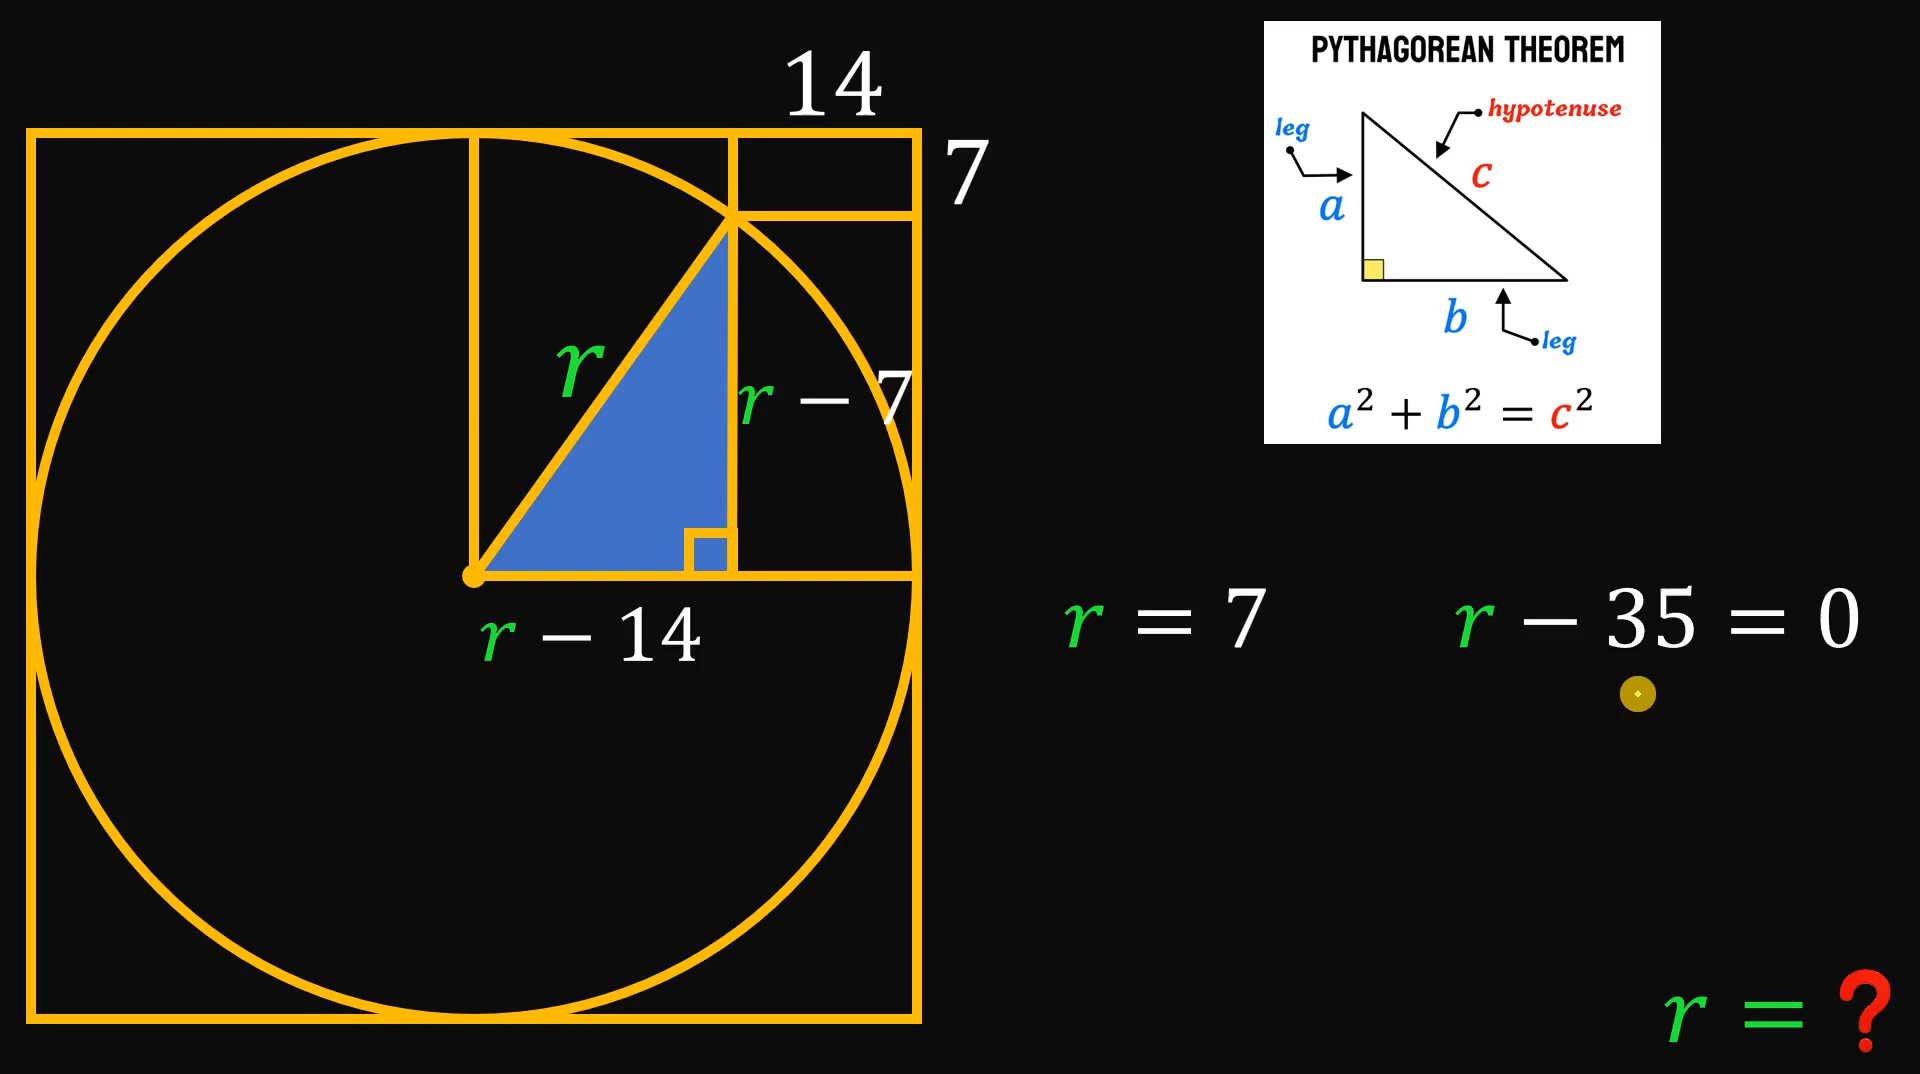 14
7
r
r − 7
r − 14
PYTHAGOREAN THEOREM
leg
hypotenuse
c
a
b
leg
a² + b² = c²
r = 7
r − 35 = 0
r = ?